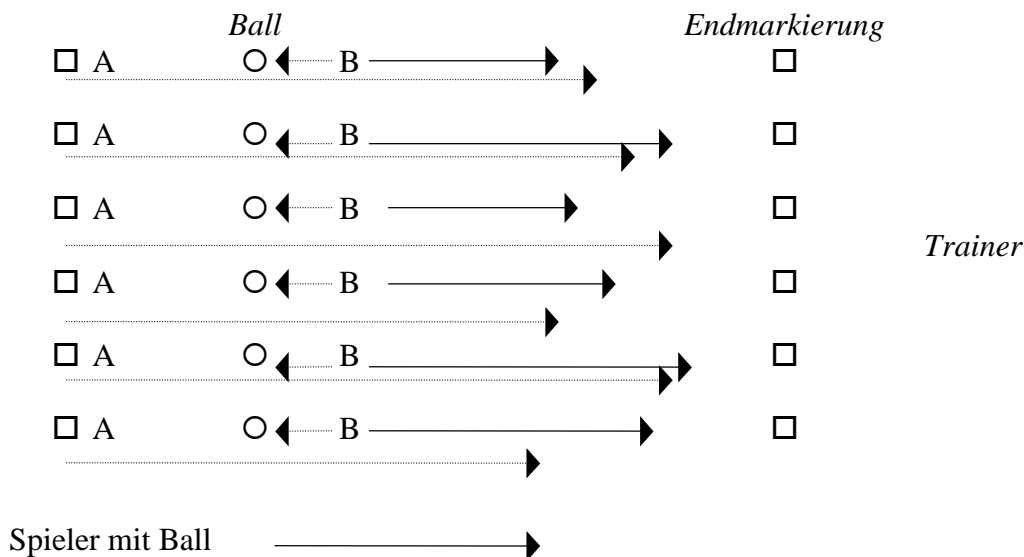 Ball Endmarkierung
A B
A B
A B
Trainer
A B
A B
A B
Spieler mit Ball